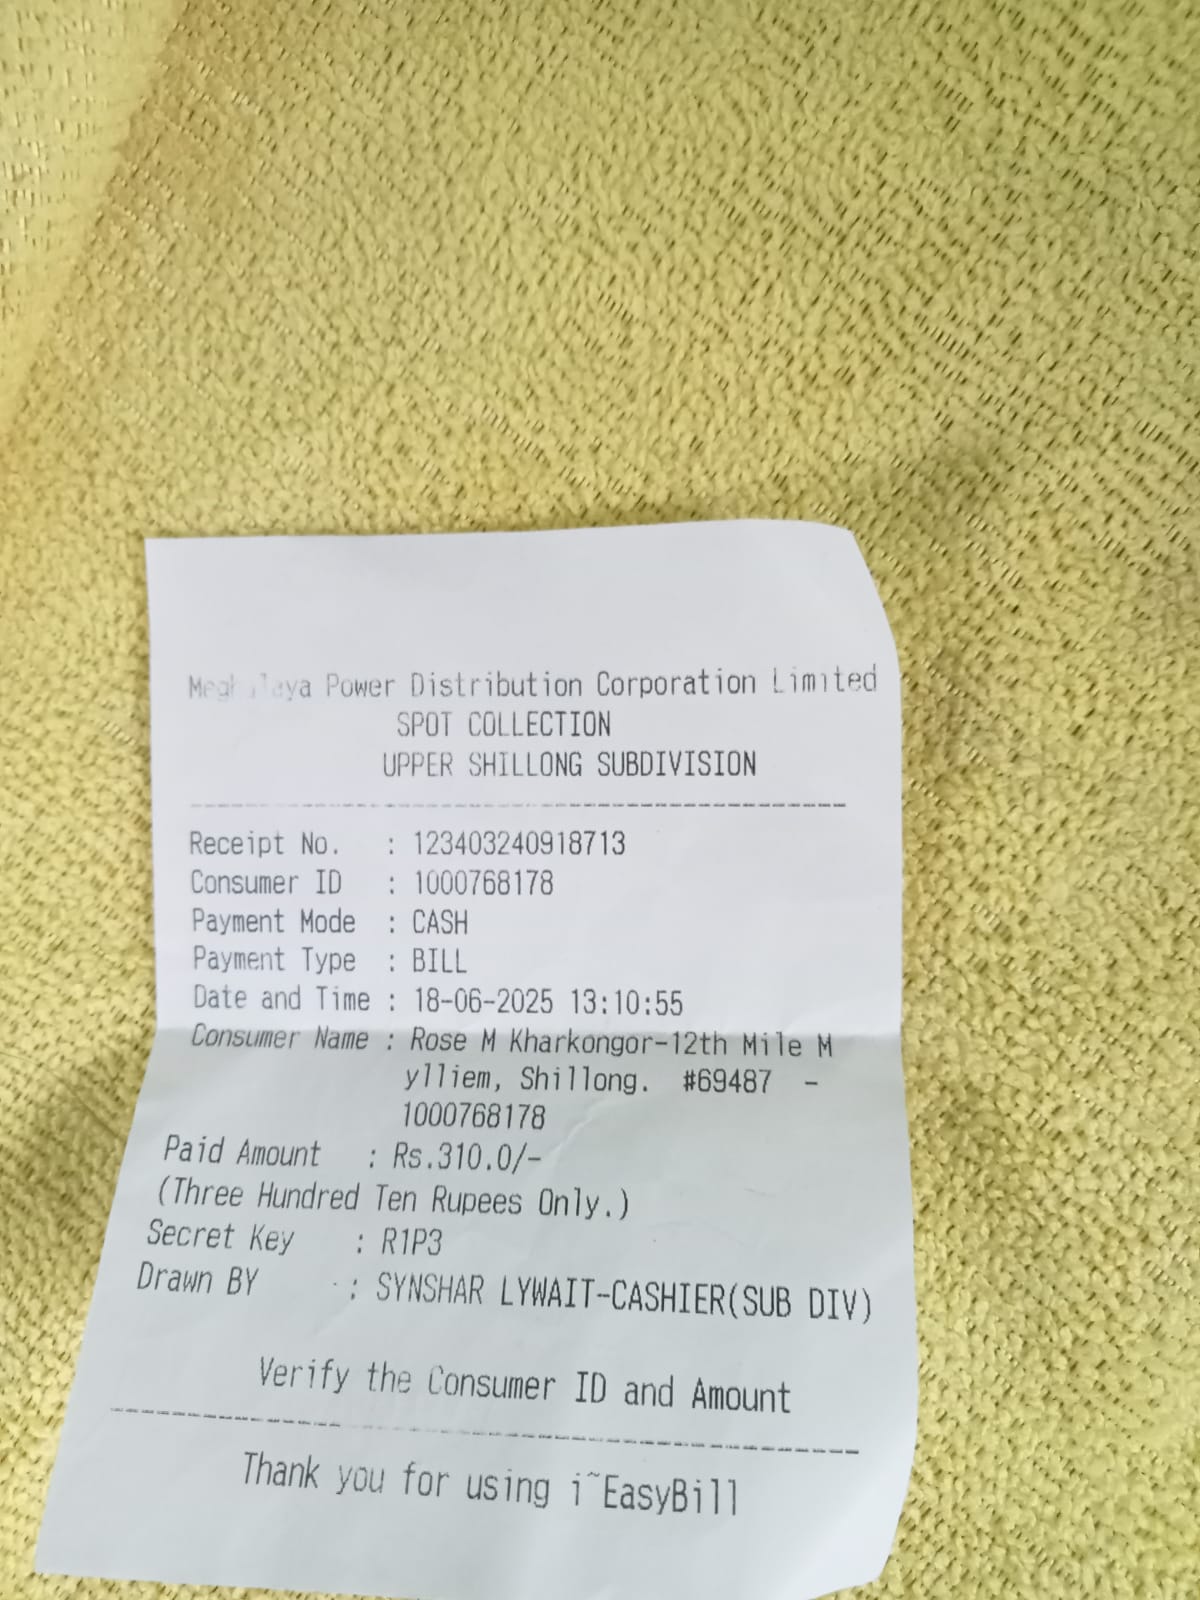 Meghalaya Power Distribution Corporation Limited
SPOT COLLECTION
UPPER SHILLONG SUBDIVISION
Receipt No. : 123403240918713
Consumer ID : 1000768178
Payment Mode : CASH
Payment Type : BILL
Date and Time : 18-06-2025 13:10:55
Consumer Name : Rose M Kharkongor-12th Mile M
ylliem, Shillong. #69487 -
1000768178
Paid Amount : Rs.310.0/-
(Three Hundred Ten Rupees Only.)
Secret Key : R1P3
Drawn BY : SYNSHAR LYWAIT-CASHIER(SUB DIV)
Verify the Consumer ID and Amount
Thank you for using i~EasyBill